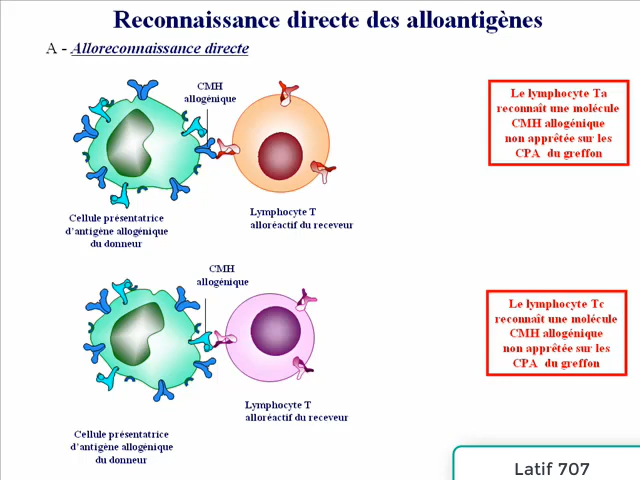 Reconnaissance directe des alloantigènes
A - Alloreconnaissance directe
CMH
allogénique
Le lymphocyte Ta
reconnaît une molécule
CMH allogénique
non apprêtée sur les
CPA du greffon
Cellule présentatrice
d'antigène allogénique
du donneur
Lymphocyte T
alloréactif du receveur
CMH
allogénique
Le lymphocyte Tc
reconnaît une molécule
CMH allogénique
non apprêtée sur les
CPA du greffon
Lymphocyte T
alloréactif du receveur
Cellule présentatrice
d'antigène allogénique
du donneur
Latif 707